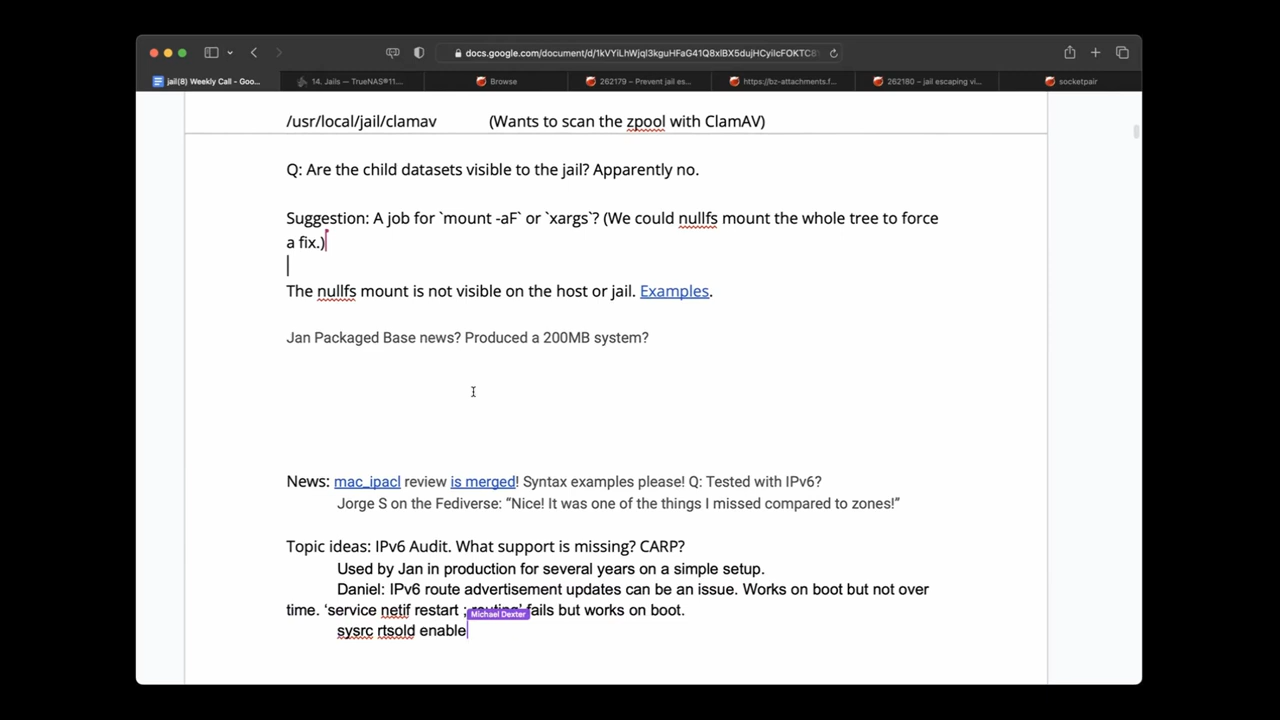 docs.google.com/document/d/1kVYiLhWjql3kguHFaG41Q8xlBX5dujHCyilcFOKTC
jail(8) Weekly Call - Goo...
14. Jails — TrueNAS®11....
Browse
262179 – Prevent jail es...
https://bz-attachments.f...
262180 – jail escaping vi...
socketpair
/usr/local/jail/clamav (Wants to scan the zpool with ClamAV)
Q: Are the child datasets visible to the jail? Apparently no.
Suggestion: A job for `mount -aF` or `xargs`? (We could nullfs mount the whole tree to force
a fix.)
The nullfs mount is not visible on the host or jail. Examples.
Jan Packaged Base news? Produced a 200MB system?
News: mac_ipacl review is merged! Syntax examples please! Q: Tested with IPv6?
Jorge S on the Fediverse: “Nice! It was one of the things I missed compared to zones!”
Topic ideas: IPv6 Audit. What support is missing? CARP?
Used by Jan in production for several years on a simple setup.
Daniel: IPv6 route advertisement updates can be an issue. Works on boot but not over
time. ‘service netif restart ; routing’ fails but works on boot.
Michael Dexter
sysrc rtsold enable